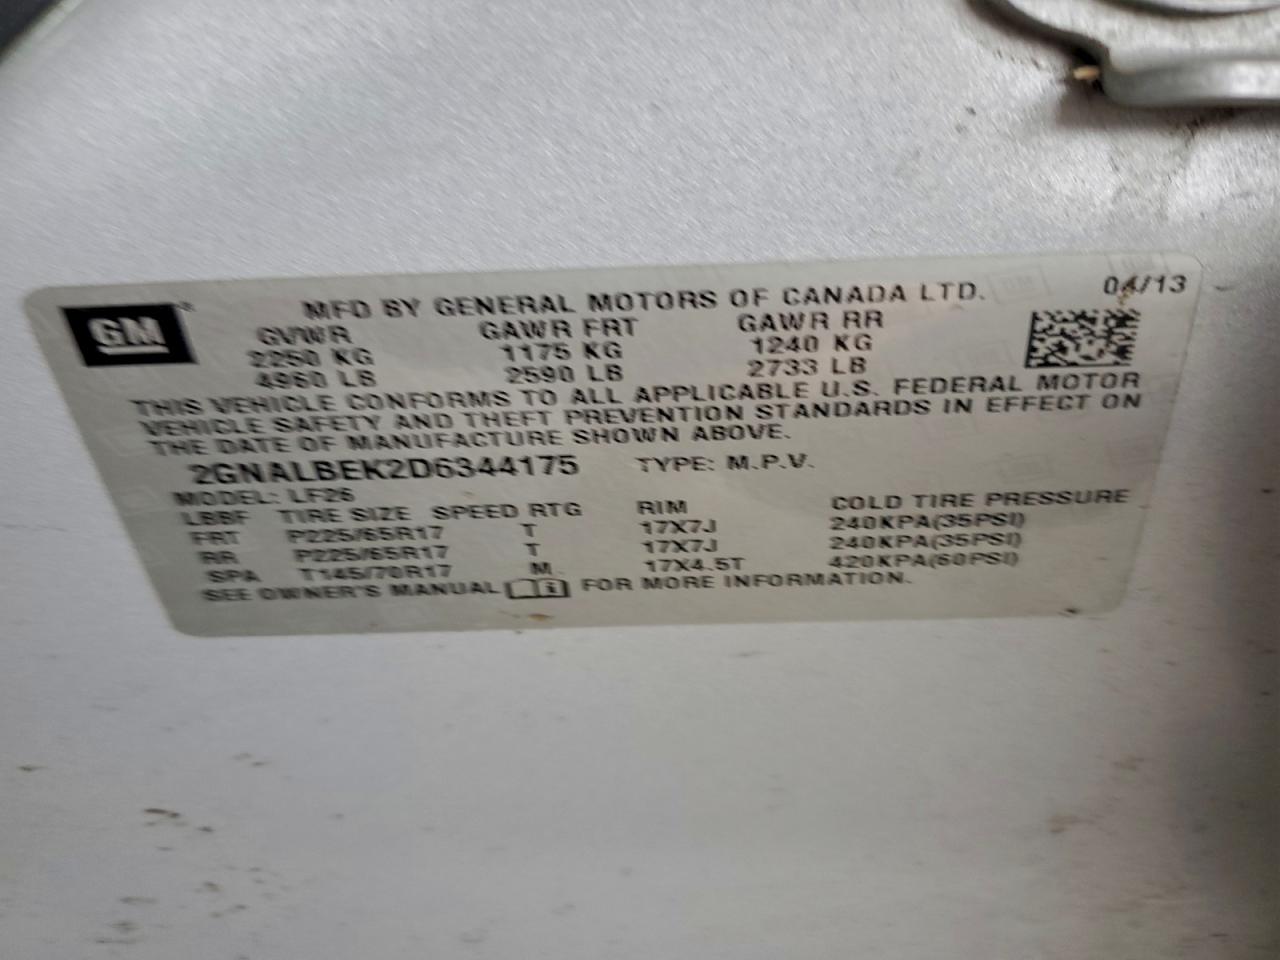 GM
MFD BY GENERAL MOTORS OF CANADA LTD. 04/13
GVWR GAWR FRT GAWR RR
2250 KG 1175 KG 1240 KG
4960 LB 2590 LB 2733 LB
THIS VEHICLE CONFORMS TO ALL APPLICABLE U.S. FEDERAL MOTOR
VEHICLE SAFETY AND THEFT PREVENTION STANDARDS IN EFFECT ON
THE DATE OF MANUFACTURE SHOWN ABOVE.
2GNALBEK2D6344175 TYPE: M.P.V.
MODEL: LF26
LBBF TIRE SIZE SPEED RTG RIM COLD TIRE PRESSURE
FRT P225/65R17 T 17X7J 240KPA(35PSI)
RR P225/65R17 T 17X7J 240KPA(35PSI)
SPA T145/70R17 M 17X4.5T 420KPA(60PSI)
SEE OWNER'S MANUAL FOR MORE INFORMATION.